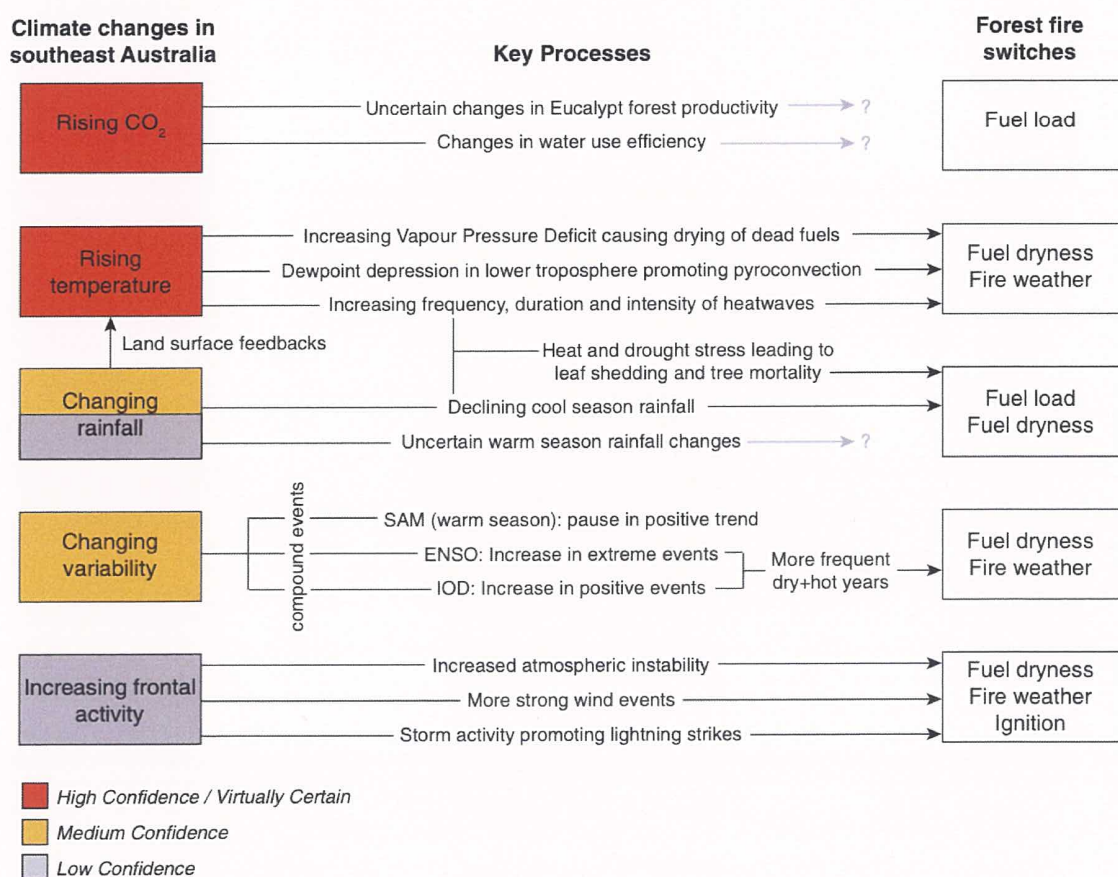 Climate changes in
southeast Australia
Key Processes
Forest fire
switches
Rising CO₂
Uncertain changes in Eucalypt forest productivity
?
Changes in water use efficiency
?
Fuel load
Rising
temperature
Increasing Vapour Pressure Deficit causing drying of dead fuels
Dewpoint depression in lower troposphere promoting pyroconvection
Increasing frequency, duration and intensity of heatwaves
Fuel dryness
Fire weather
Land surface feedbacks
Heat and drought stress leading to
leaf shedding and tree mortality
Changing
rainfall
Declining cool season rainfall
Uncertain warm season rainfall changes
?
Fuel load
Fuel dryness
Changing
variability
compound events
SAM (warm season): pause in positive trend
ENSO: Increase in extreme events
IOD: Increase in positive events
More frequent
dry+hot years
Fuel dryness
Fire weather
Increasing frontal
activity
Increased atmospheric instability
More strong wind events
Storm activity promoting lightning strikes
Fuel dryness
Fire weather
Ignition
High Confidence / Virtually Certain
Medium Confidence
Low Confidence